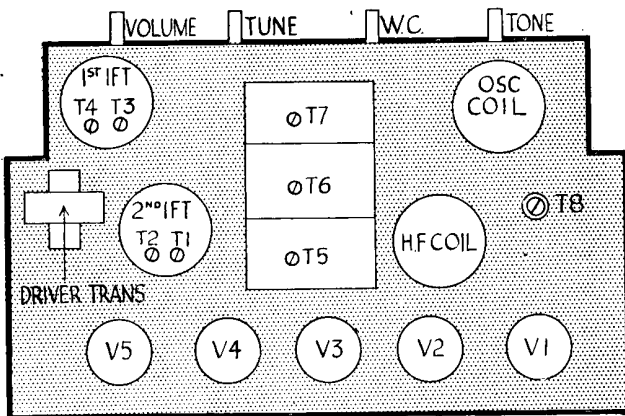 VOLUME TUNE W.C. TONE
1ST IFT
T4 T3
T7
OSC
COIL
T6
2ND IFT
T2 T1
T8
H.F COIL
T5
DRIVER TRANS
V5 V4 V3 V2 V1